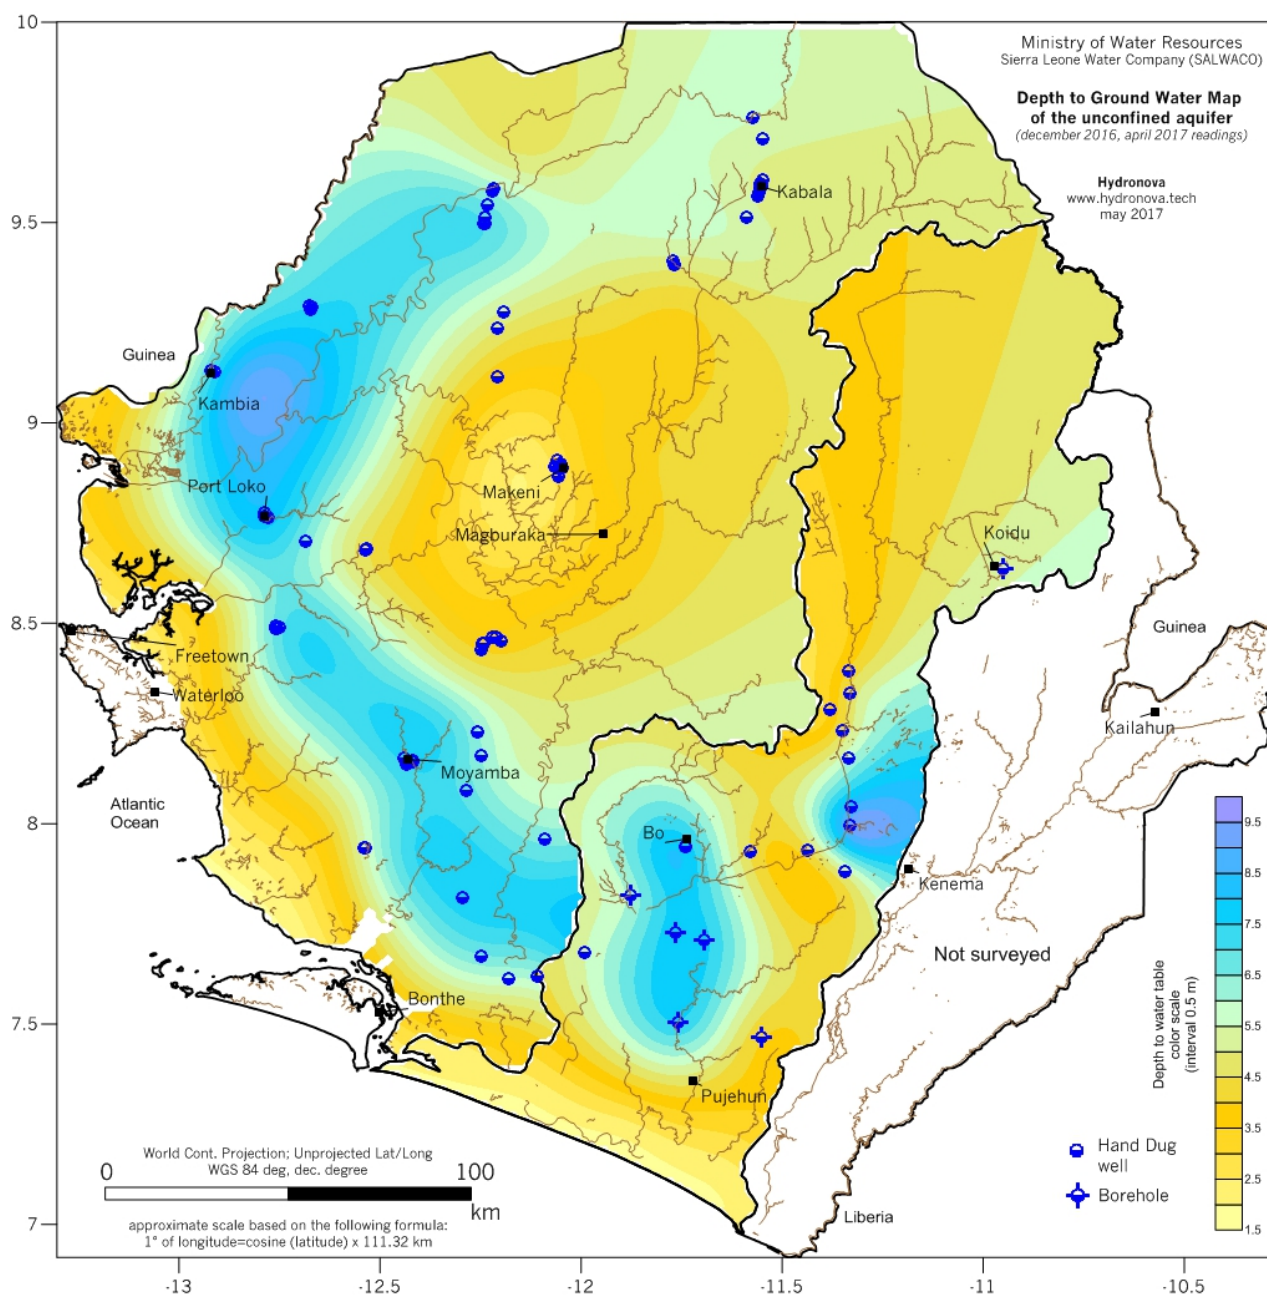 10
Ministry of Water Resources
Sierra Leone Water Company (SALWACO)
Depth to Ground Water Map
of the unconfined aquifer
(december 2016, april 2017 readings)
Hydronova
www.hydronova.tech
may 2017
Kabala
9.5
Guinea
Kambia
9
Port Loko
Makeni
Magburaka
Koidu
8.5
Guinea
Freetown
Waterloo
Kailahun
Moyamba
Atlantic
Ocean
8
Bo
Kenema
Not surveyed
Bonthe
7.5
Pujehun
Depth to water table
color scale
(interval 0.5 m)
9.5
8.5
7.5
6.5
5.5
4.5
3.5
2.5
1.5
Hand Dug
well
Borehole
World Cont. Projection; Unprojected Lat/Long
WGS 84 deg, dec. degree
0 100
km
approximate scale based on the following formula:
1° of longitude=cosine (latitude) x 111.32 km
7
Liberia
-13 -12.5 -12 -11.5 -11 -10.5